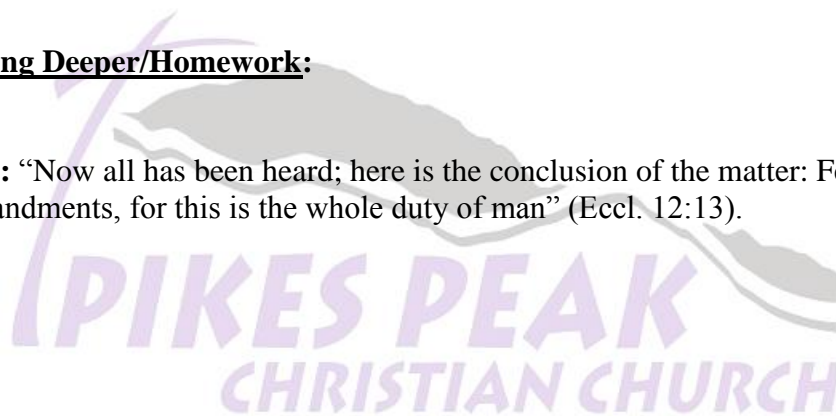 ng Deeper/Homework:
: “Now all has been heard; here is the conclusion of the matter: F
andments, for this is the whole duty of man” (Eccl. 12:13).
PIKES PEAK
CHRISTIAN CHURCH